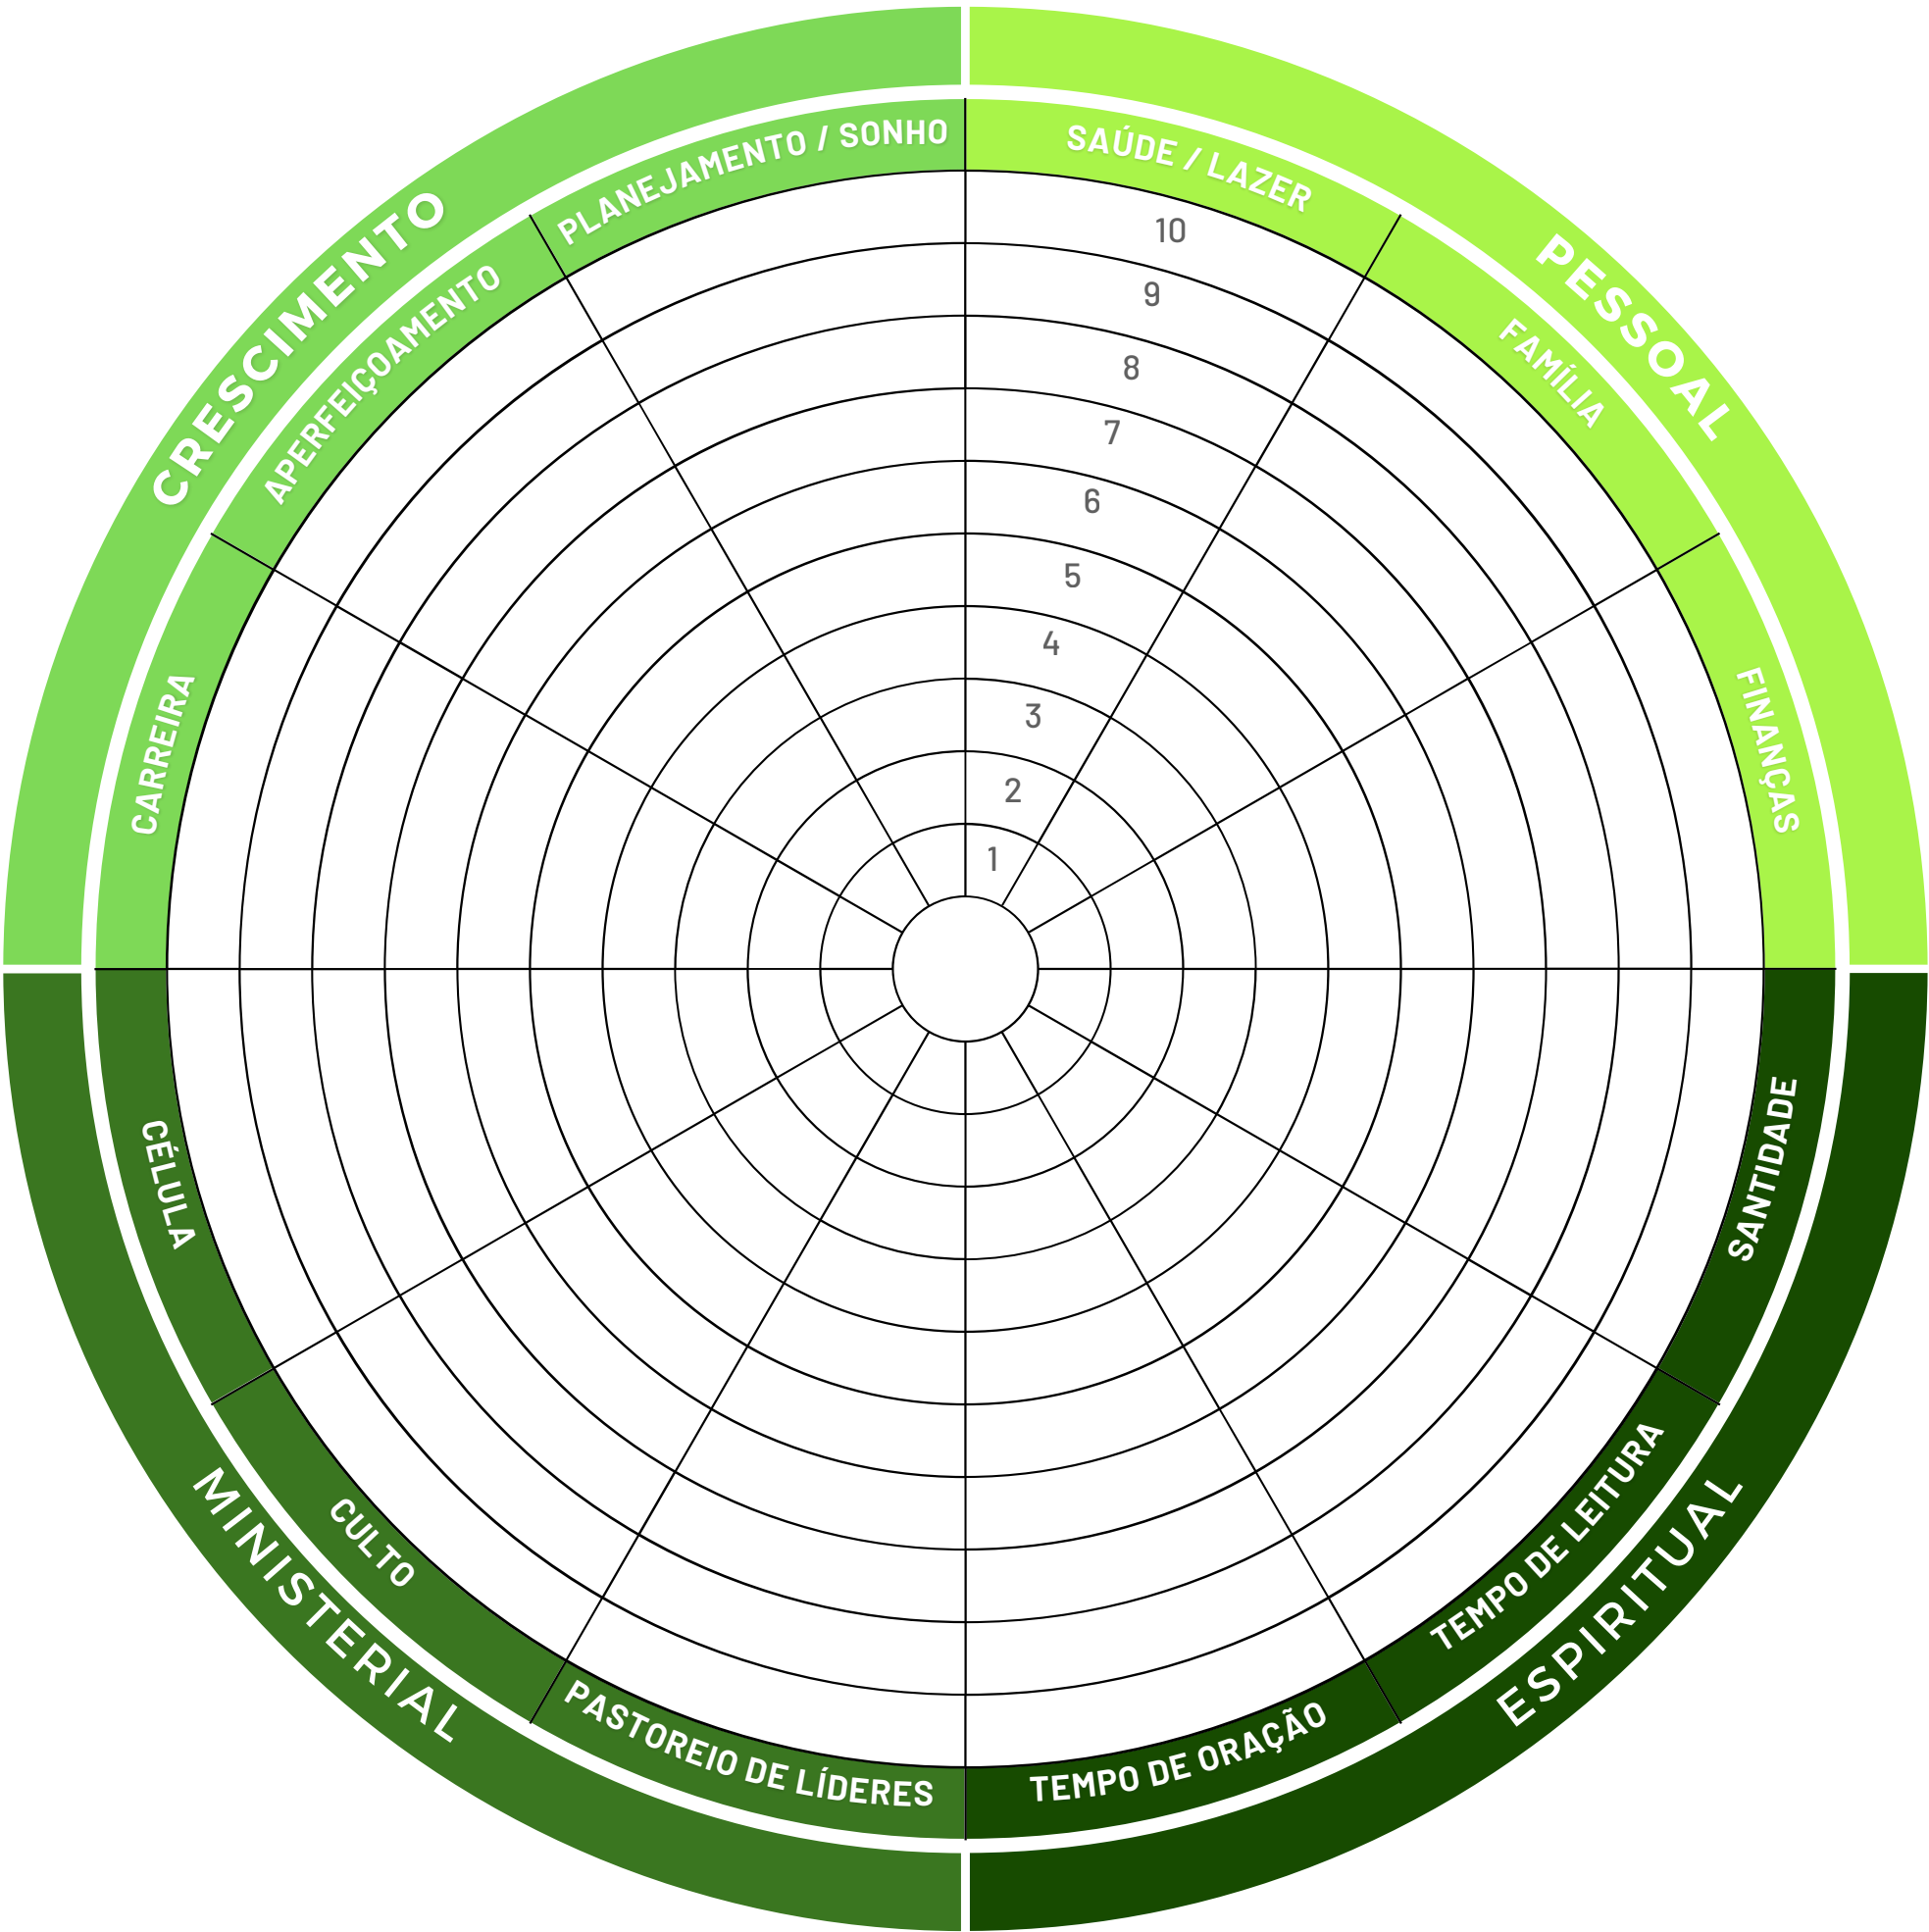 CRESCIMENTO
PLANEJAMENTO / SONHO
APERFEIÇOAMENTO
CARREIRA
PESSOAL
SAÚDE / LAZER
FAMÍLIA
FINANÇAS
10
9
8
7
6
5
4
3
2
1
ESPIRITUAL
SANTIDADE
TEMPO DE LEITURA
TEMPO DE ORAÇÃO
MINISTERIAL
PASTOREIO DE LÍDERES
CULTO
CÉLULA